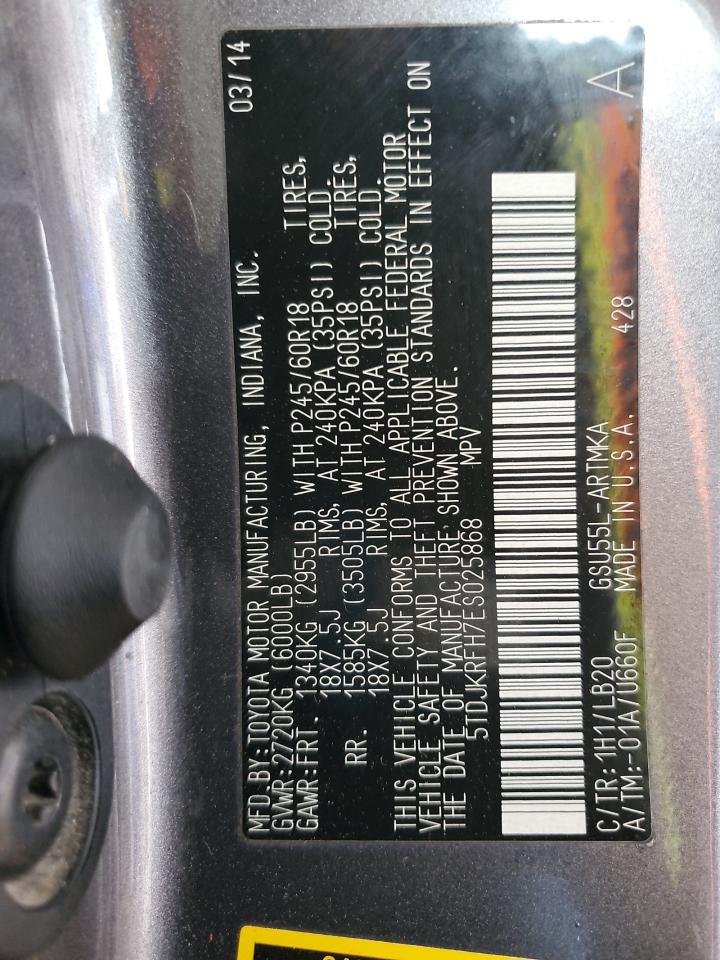 MFD.BY:TOYOTA MOTOR MANUFACTURING, INDIANA, INC. 03/14
GVWR:2720KG (6000LB)
GAWR:FRT. 1340KG (2955LB) WITH P245/60R18 TIRES,
18X7.5J RIMS, AT 240KPA (35PSI) COLD.
RR. 1585KG (3505LB) WITH P245/60R18 TIRES,
18X7.5J RIMS, AT 240KPA (35PSI) COLD.
THIS VEHICLE CONFORMS TO ALL APPLICABLE FEDERAL MOTOR
VEHICLE SAFETY AND THEFT PREVENTION STANDARDS IN EFFECT ON
THE DATE OF MANUFACTURE SHOWN ABOVE.
5TDJKRFH7ES025868 MPV
C/TR: 1H1/LB20 GSU55L-ARTMKA
A/TM:-01A/U660F MADE IN U.S.A. 428 A